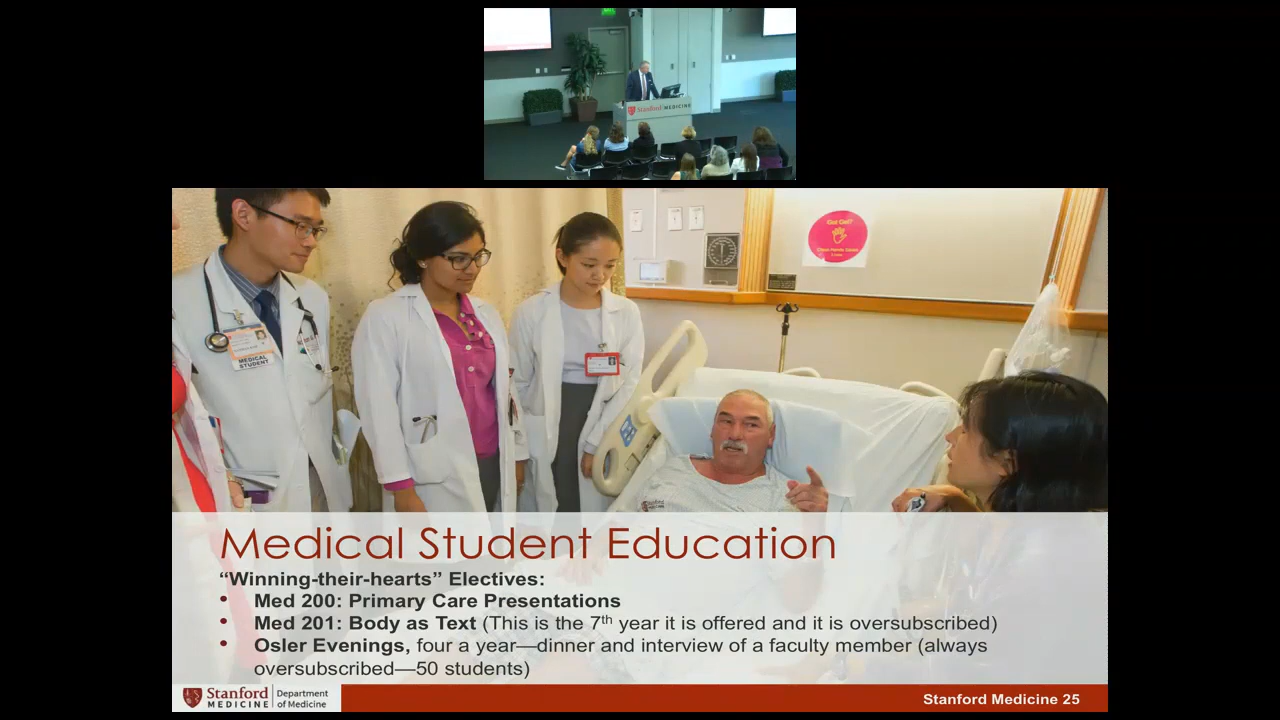 Stanford MEDICINE
Got Gel?
MEDICAL
STUDENT
Medical Student Education
“Winning-their-hearts” Electives:
• Med 200: Primary Care Presentations
• Med 201: Body as Text (This is the 7th year it is offered and it is oversubscribed)
• Osler Evenings, four a year—dinner and interview of a faculty member (always
oversubscribed—50 students)
Stanford
MEDICINE
Department
of Medicine
Stanford Medicine 25